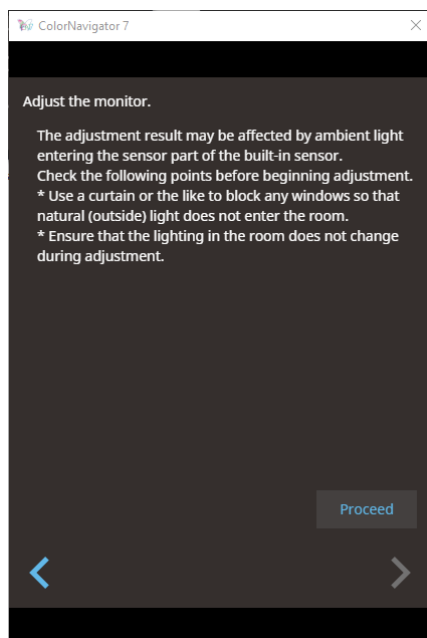 ColorNavigator 7
Adjust the monitor.
The adjustment result may be affected by ambient light
entering the sensor part of the built-in sensor.
Check the following points before beginning adjustment.
* Use a curtain or the like to block any windows so that
natural (outside) light does not enter the room.
* Ensure that the lighting in the room does not change
during adjustment.
Proceed